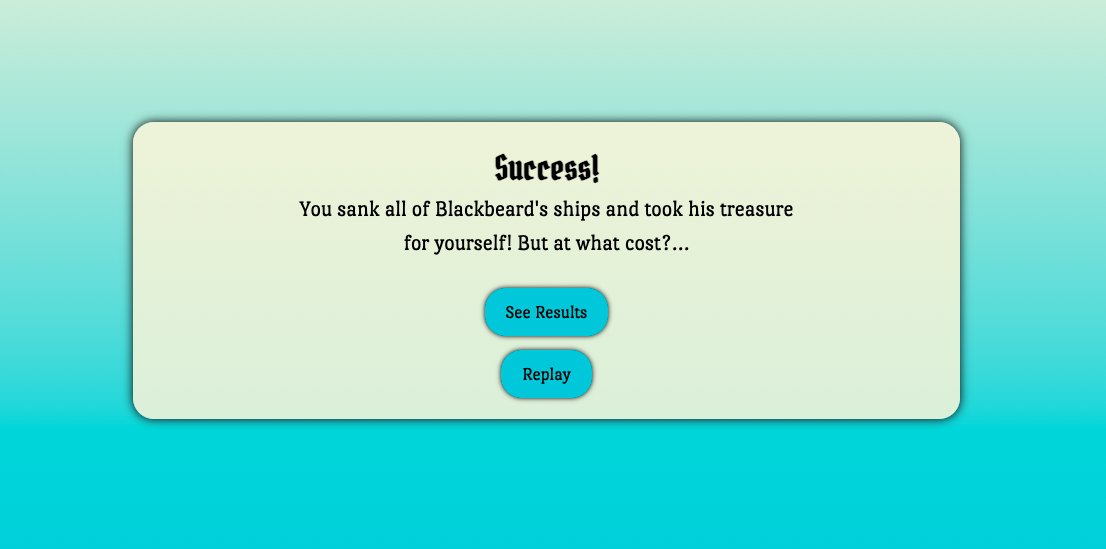 Success!
You sank all of Blackbeard's ships and took his treasure
for yourself! But at what cost?...
See Results
Replay